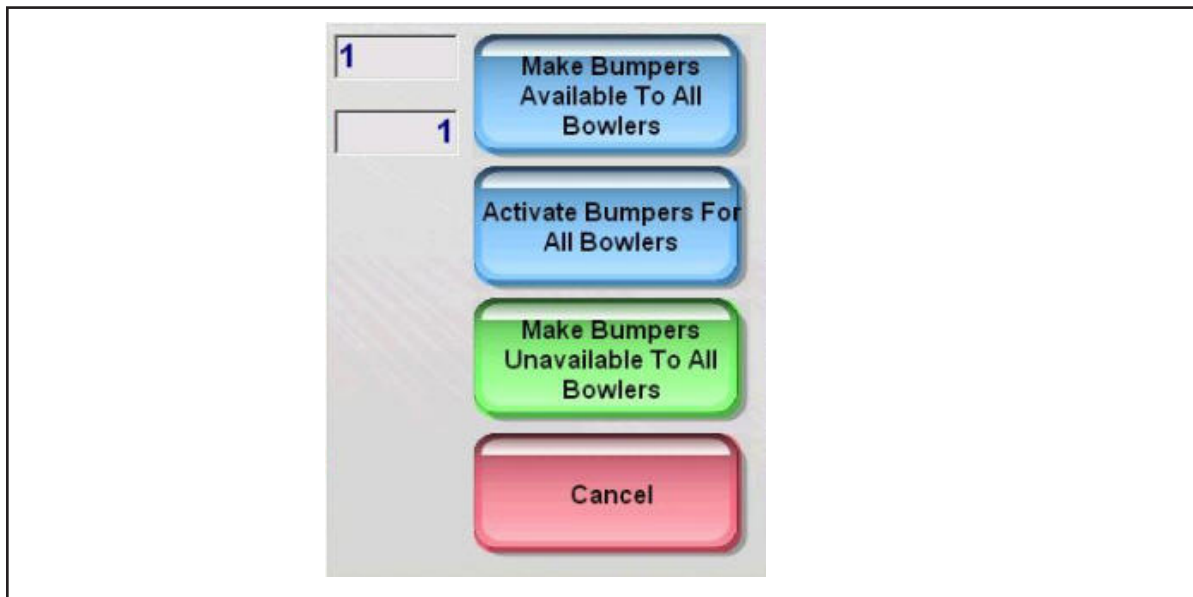 1
Make Bumpers
Available To All
Bowlers
1
Activate Bumpers For
All Bowlers
Make Bumpers
Unavailable To All
Bowlers
Cancel